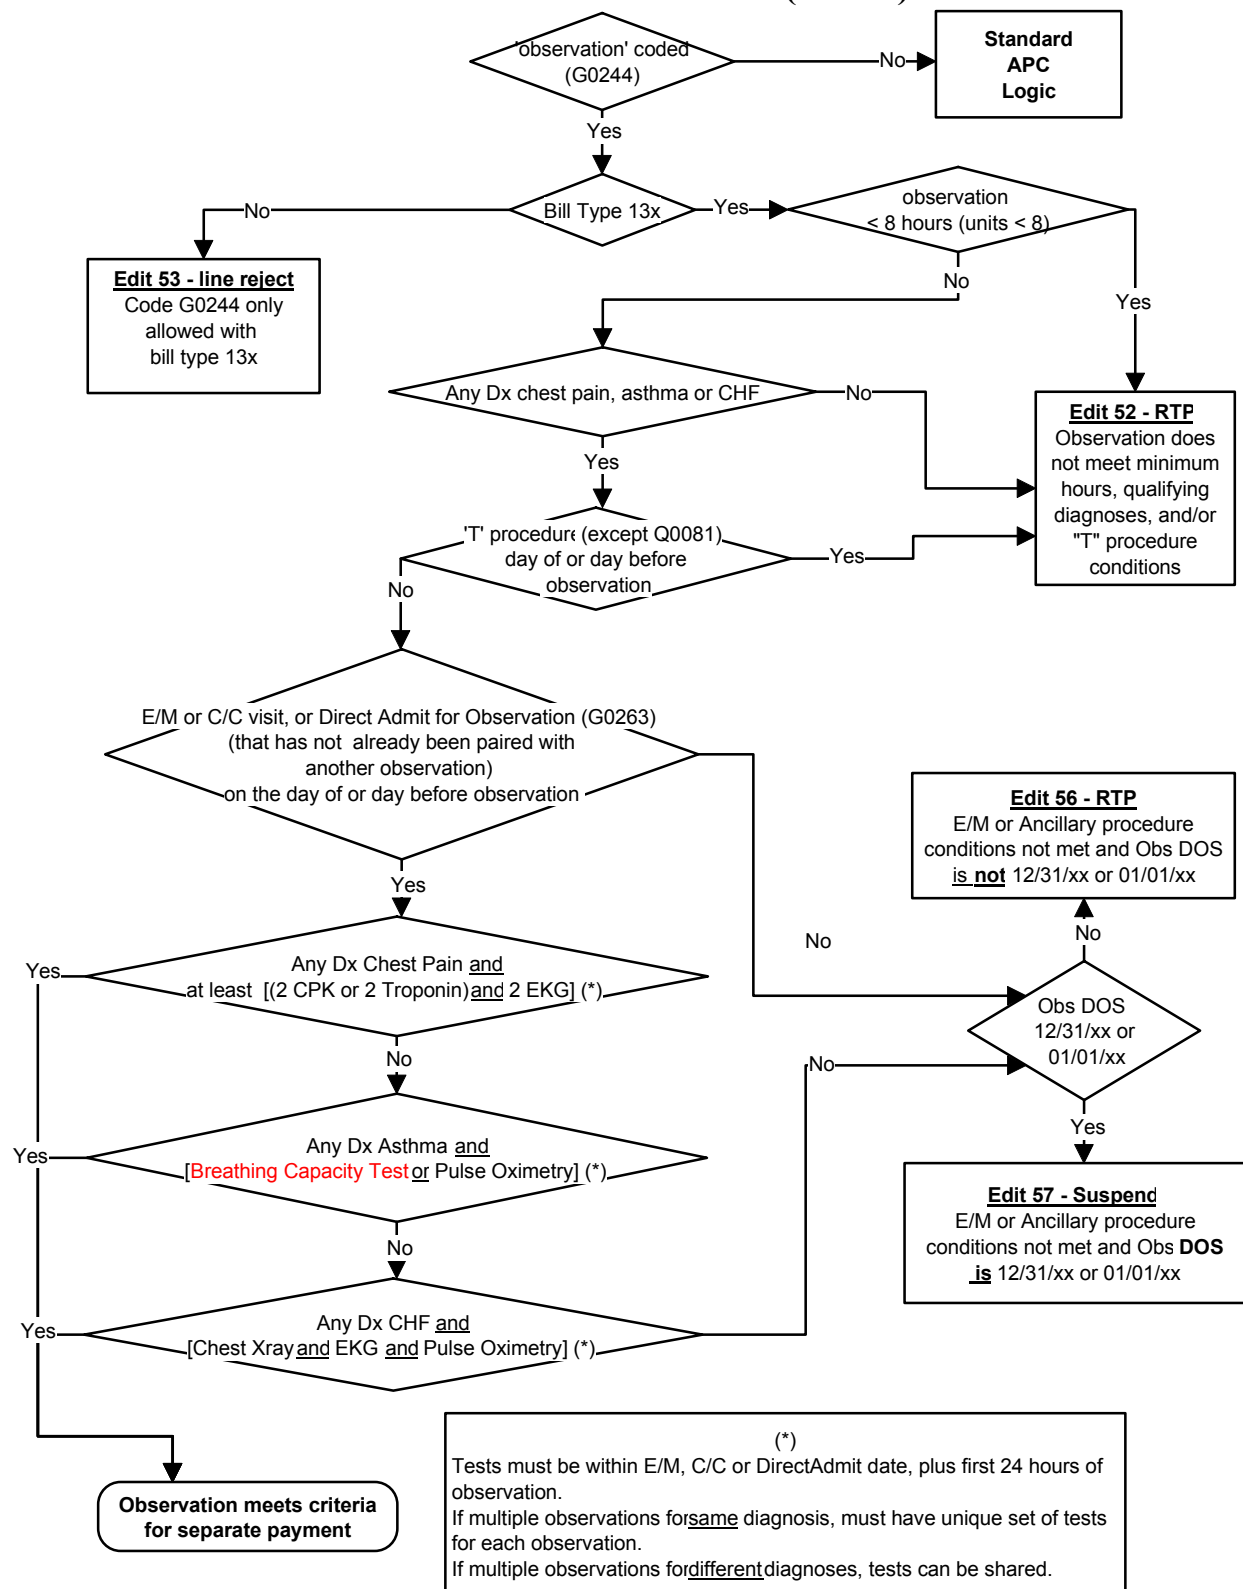 'observation' coded
(G0244)
No
Standard
APC
Logic
Yes
Bill Type 13x
Yes
No
observation
< 8 hours (units < 8)
Edit 53 - line reject
Code G0244 only
allowed with
bill type 13x
No
Yes
Any Dx chest pain, asthma or CHF
No
Edit 52 - RTP
Observation does
not meet minimum
hours, qualifying
diagnoses, and/or
"T" procedure
conditions
Yes
'T' procedure (except Q0081)
day of or day before
observation
Yes
No
E/M or C/C visit, or Direct Admit for Observation (G0263)
(that has not already been paired with
another observation)
on the day of or day before observation
Edit 56 - RTP
E/M or Ancillary procedure
conditions not met and Obs DOS
is not 12/31/xx or 01/01/xx
Yes
No
No
Yes
Any Dx Chest Pain and
at least [(2 CPK or 2 Troponin) and 2 EKG] (*)
Obs DOS
12/31/xx or
01/01/xx
No
No
Yes
Yes
Any Dx Asthma and
[Breathing Capacity Test or Pulse Oximetry] (*)
Edit 57 - Suspend
E/M or Ancillary procedure
conditions not met and Obs DOS
is 12/31/xx or 01/01/xx
No
Yes
Any Dx CHF and
[Chest Xray and EKG and Pulse Oximetry] (*)
Observation meets criteria
for separate payment
(*)
Tests must be within E/M, C/C or DirectAdmit date, plus first 24 hours of
observation.
If multiple observations for same diagnosis, must have unique set of tests
for each observation.
If multiple observations for different diagnoses, tests can be shared.